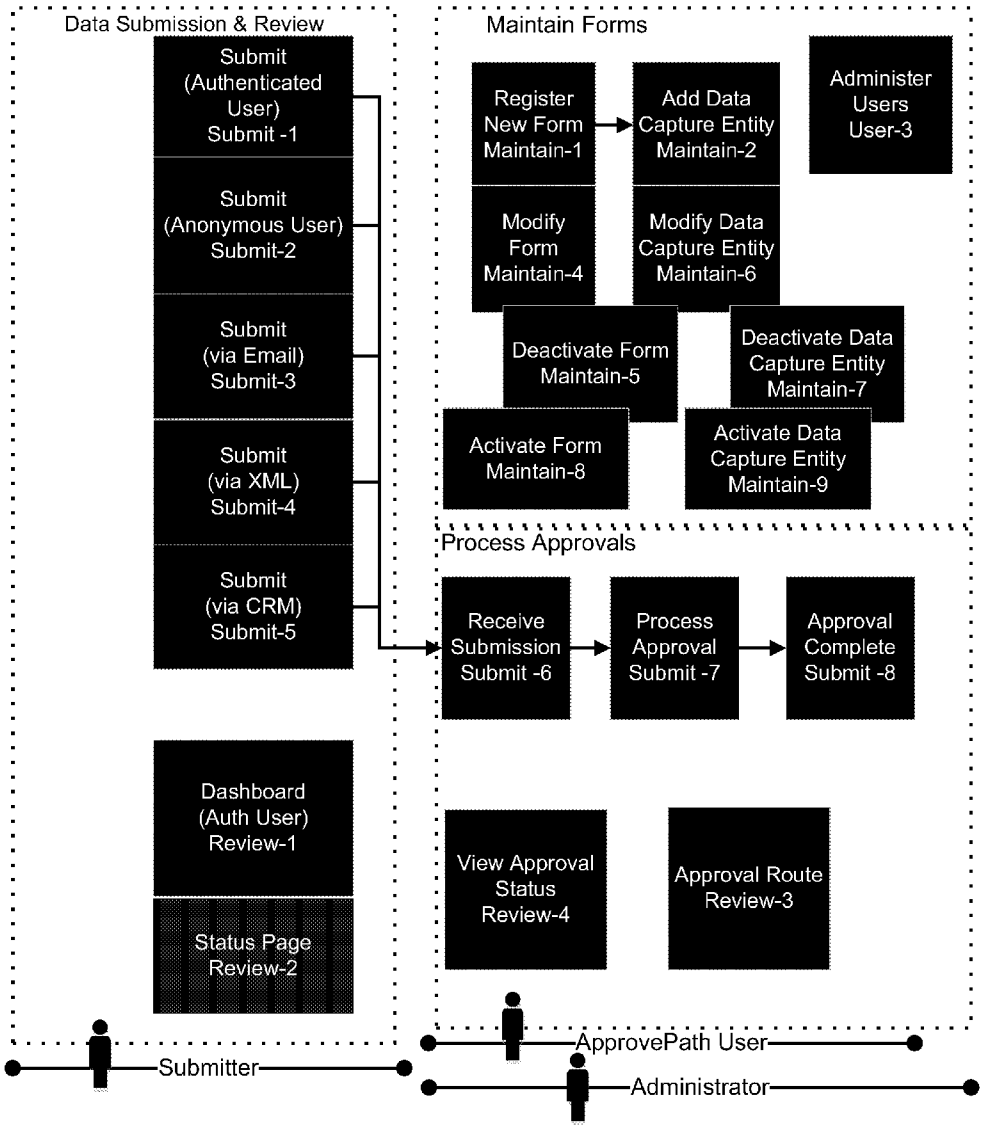 Data Submission & Review
Submit
(Authenticated
User)
Submit -1
Submit
(Anonymous User)
Submit-2
Submit
(via Email)
Submit-3
Submit
(via XML)
Submit-4
Submit
(via CRM)
Submit-5
Dashboard
(Auth User)
Review-1
Status Page
Review-2
Submitter
Maintain Forms
Register
New Form
Maintain-1
Add Data
Capture Entity
Maintain-2
Administer
Users
User-3
Modify
Form
Maintain-4
Modify Data
Capture Entity
Maintain-6
Deactivate Form
Maintain-5
Deactivate Data
Capture Entity
Maintain-7
Activate Form
Maintain-8
Activate Data
Capture Entity
Maintain-9
Process Approvals
Receive
Submission
Submit -6
Process
Approval
Submit -7
Approval
Complete
Submit -8
View Approval
Status
Review-4
Approval Route
Review-3
ApprovePath User
Administrator